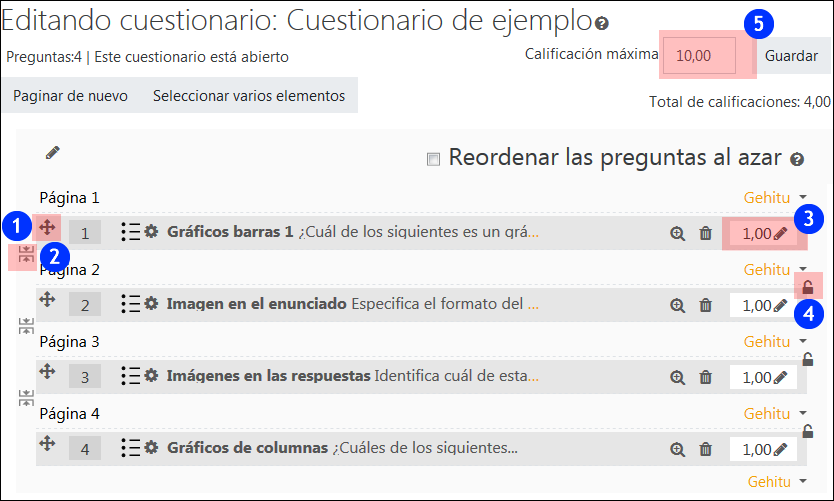 Editando cuestionario: Cuestionario de ejemplo
5
Preguntas:4 | Este cuestionario está abierto
Calificación máxima 10,00 Guardar
Paginar de nuevo Seleccionar varios elementos
Total de calificaciones: 4,00
Reordenar las preguntas al azar
Página 1 Gehitu
1 1 Gráficos barras 1 ¿Cuál de los siguientes es un grá... 1,00 3
2 Página 2 Gehitu
2 Imagen en el enunciado Especifica el formato del ... 1,00 4
Página 3 Gehitu
3 Imágenes en las respuestas Identifica cuál de esta... 1,00
Página 4 Gehitu
4 Gráficos de columnas ¿Cuáles de los siguientes... 1,00
Gehitu